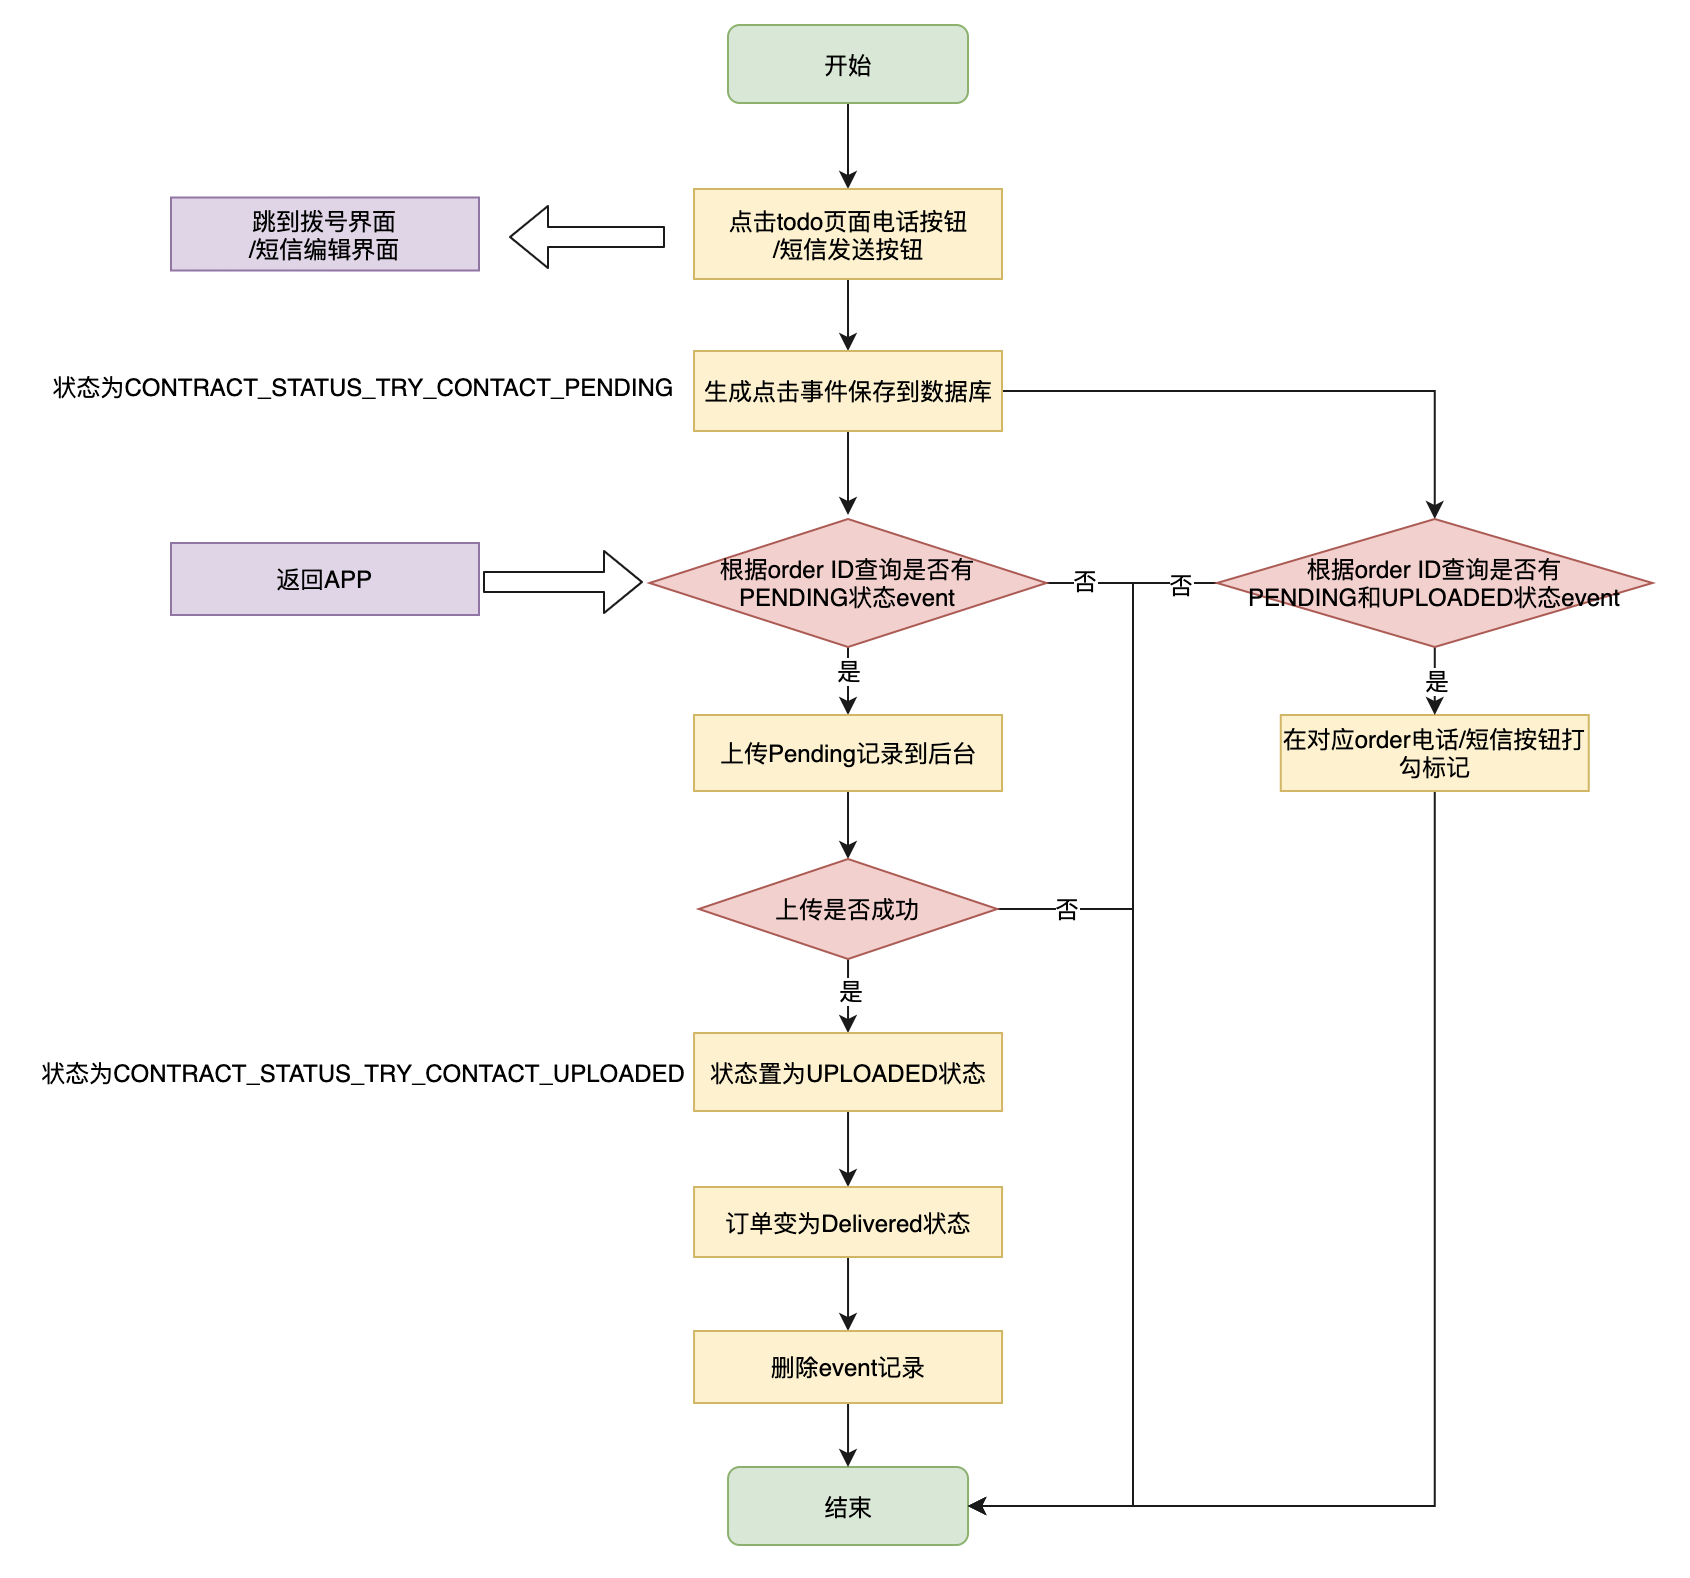 开始
跳到拨号界面
/短信编辑界面
点击todo页面电话按钮
/短信发送按钮
状态为CONTRACT_STATUS_TRY_CONTACT_PENDING
生成点击事件保存到数据库
返回APP
根据order ID查询是否有
PENDING状态event
否
否
根据order ID查询是否有
PENDING和UPLOADED状态event
是
是
上传Pending记录到后台
在对应order电话/短信按钮打
勾标记
上传是否成功
否
是
状态为CONTRACT_STATUS_TRY_CONTACT_UPLOADED
状态置为UPLOADED状态
订单变为Delivered状态
删除event记录
结束